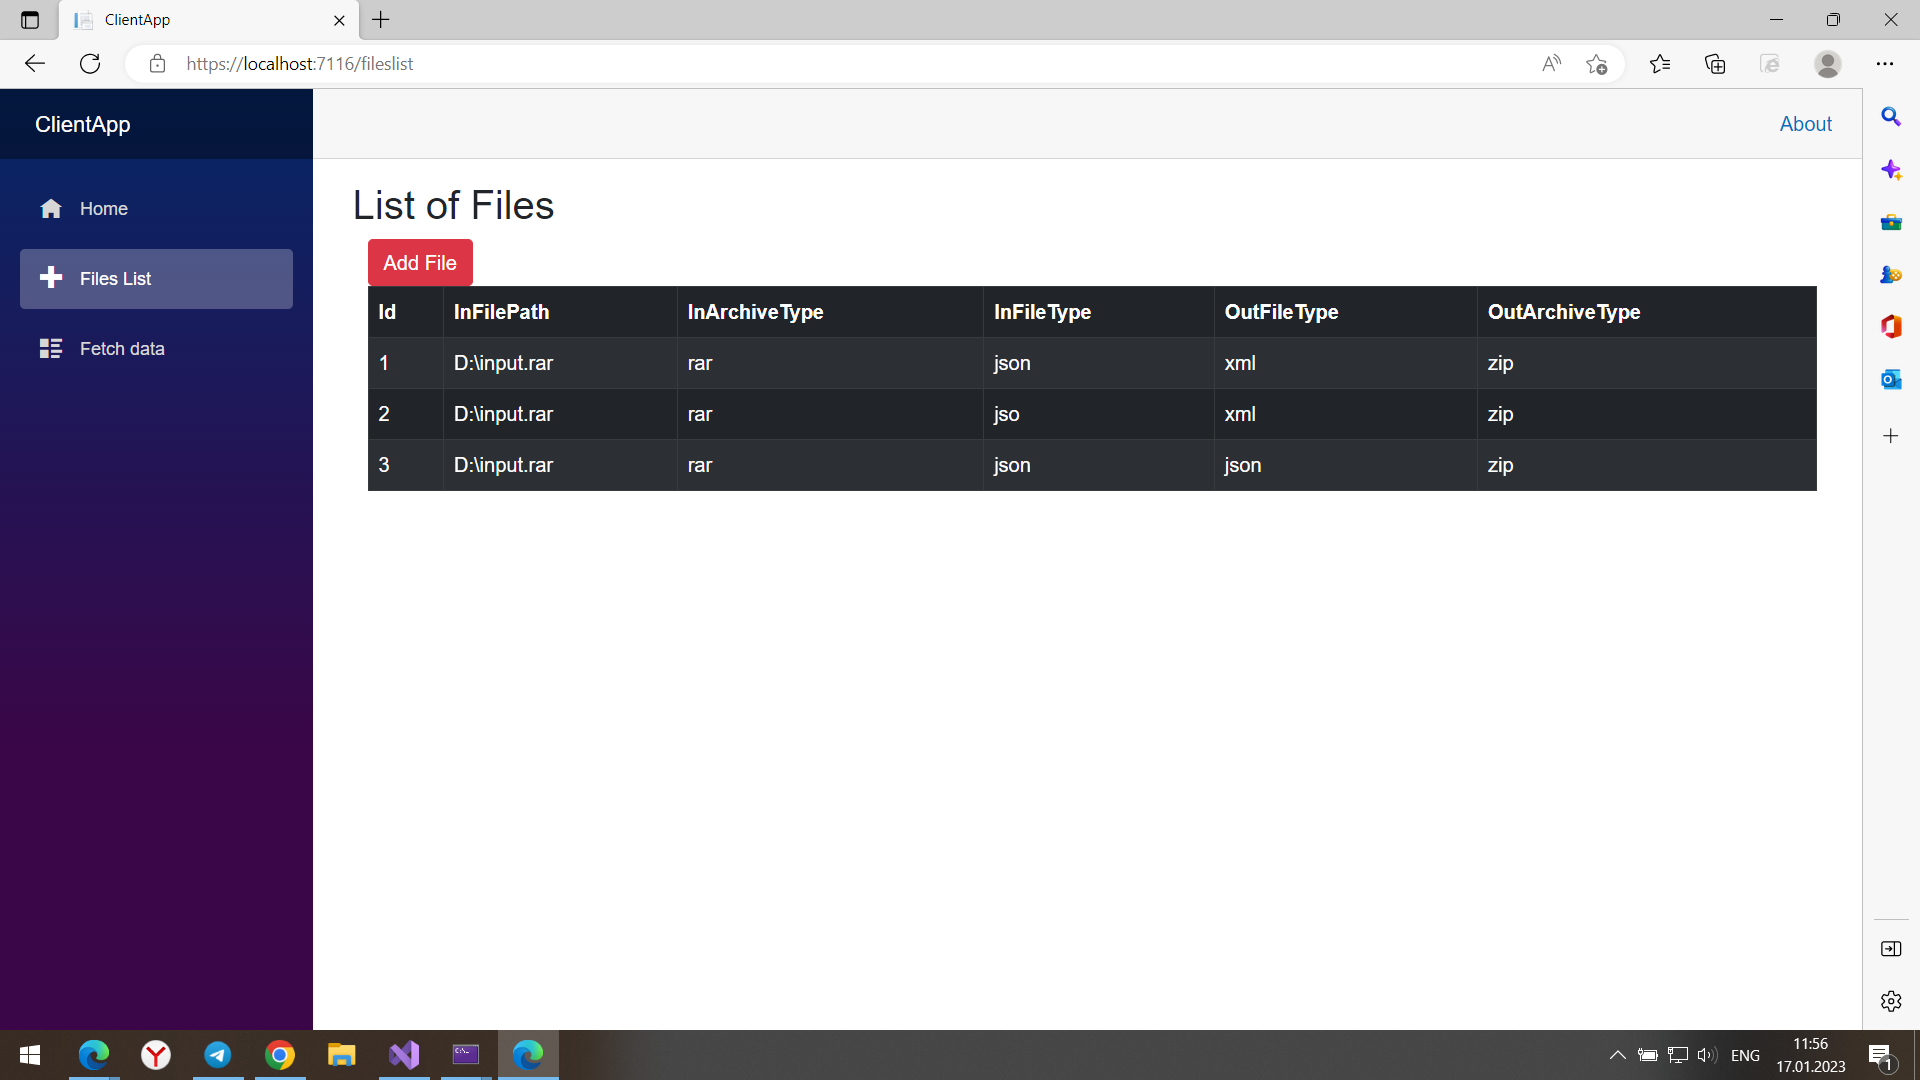 ClientApp
https://localhost:7116/fileslist
ClientApp
About
Home
Files List
Fetch data
List of Files
Add File
Id InFilePath InArchiveType InFileType OutFileType OutArchiveType
1 D:\input.rar rar json xml zip
2 D:\input.rar rar jso xml zip
3 D:\input.rar rar json json zip
ENG
11:56
17.01.2023
1